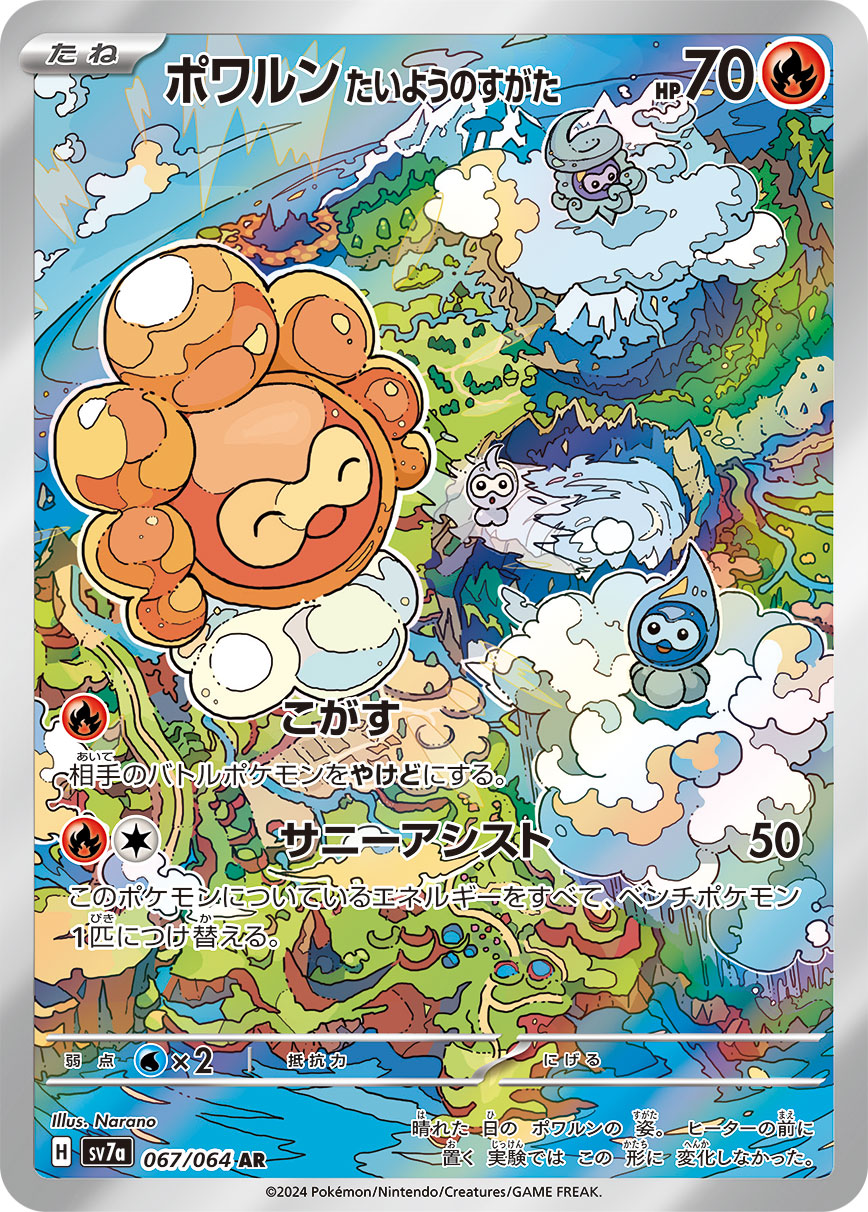 たね
ポワルン たいようのすがた HP70
こがす
相手のバトルポケモンをやけどにする。
サニーアシスト 50
このポケモンについているエネルギーをすべて、ベンチポケモン
1匹につけ替える。
弱点 ×2 抵抗力 にげる
Illus. Narano
晴れた 日の ポワルンの 姿。 ヒーターの前に
置く 実験では この 形に 変化しなかった。
H sv7a 067/064 AR
©2024 Pokémon/Nintendo/Creatures/GAME FREAK.